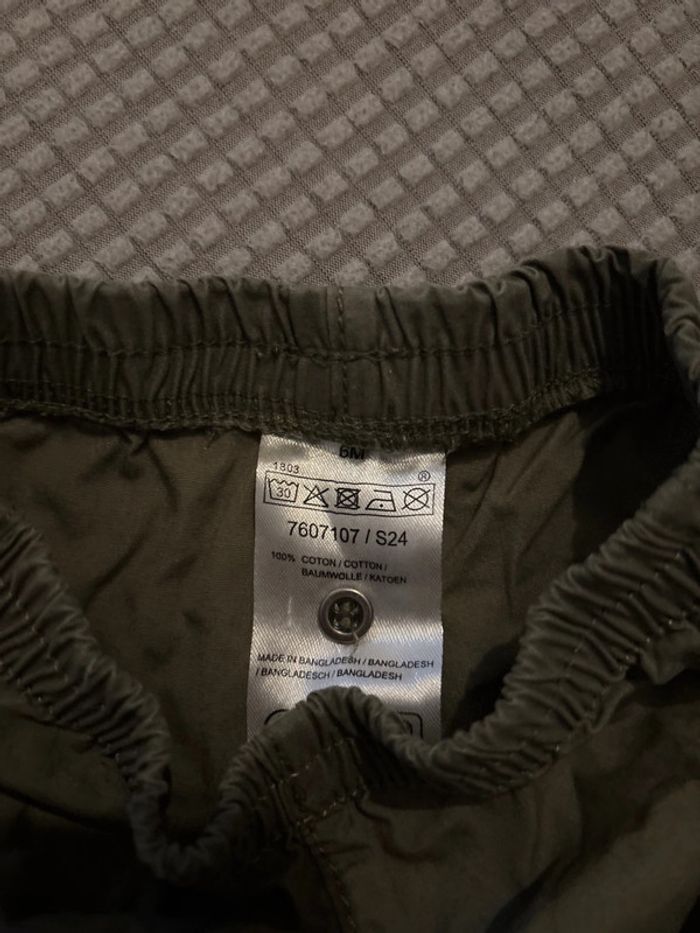 6M
1803
®
30
7607107 / S24
100% COTON / COTTON /
BAUMWOLLE / KATOEN
MADE IN BANGLADESH / BANGLADESH
/ BANGLADESCH / BANGLADESH